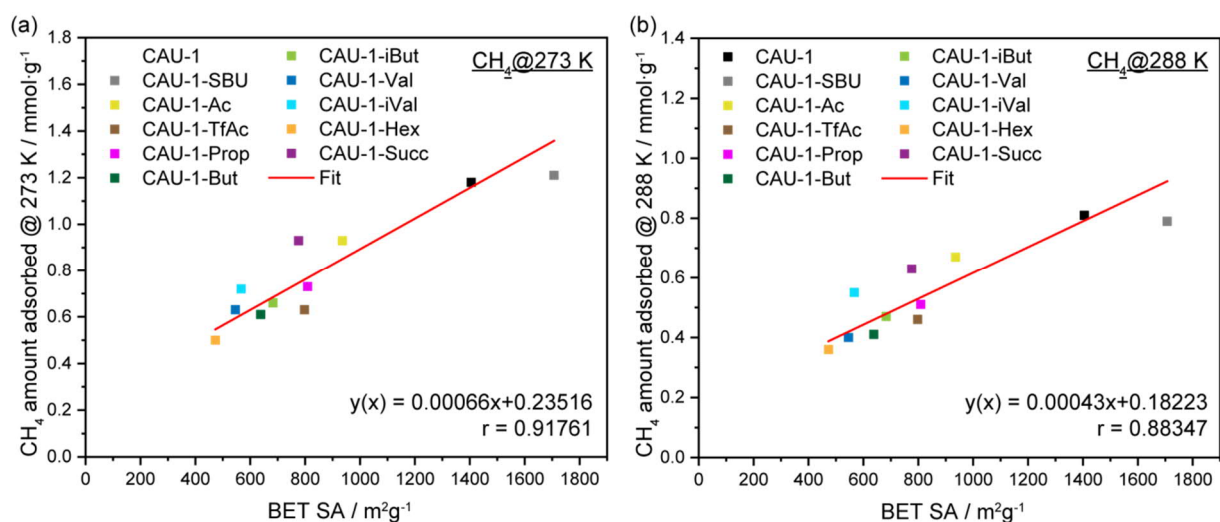 (a)
CH4 amount adsorbed @ 273 K / mmol·g-1
1.8
1.6
1.4
1.2
1.0
0.8
0.6
0.4
0.2
0.0
CAU-1
CAU-1-SBU
CAU-1-Ac
CAU-1-TfAc
CAU-1-Prop
CAU-1-But
CAU-1-iBut
CAU-1-Val
CAU-1-iVal
CAU-1-Hex
CAU-1-Succ
Fit
CH4@273 K
y(x) = 0.00066x+0.23516
r = 0.91761
0 200 400 600 800 1000 1200 1400 1600 1800
BET SA / m²g-1
(b)
CH4 amount adsorbed @ 288 K / mmol·g-1
1.4
1.2
1.0
0.8
0.6
0.4
0.2
0.0
CAU-1
CAU-1-SBU
CAU-1-Ac
CAU-1-TfAc
CAU-1-Prop
CAU-1-But
CAU-1-iBut
CAU-1-Val
CAU-1-iVal
CAU-1-Hex
CAU-1-Succ
Fit
CH4@288 K
y(x) = 0.00043x+0.18223
r = 0.88347
0 200 400 600 800 1000 1200 1400 1600 1800
BET SA / m²g-1